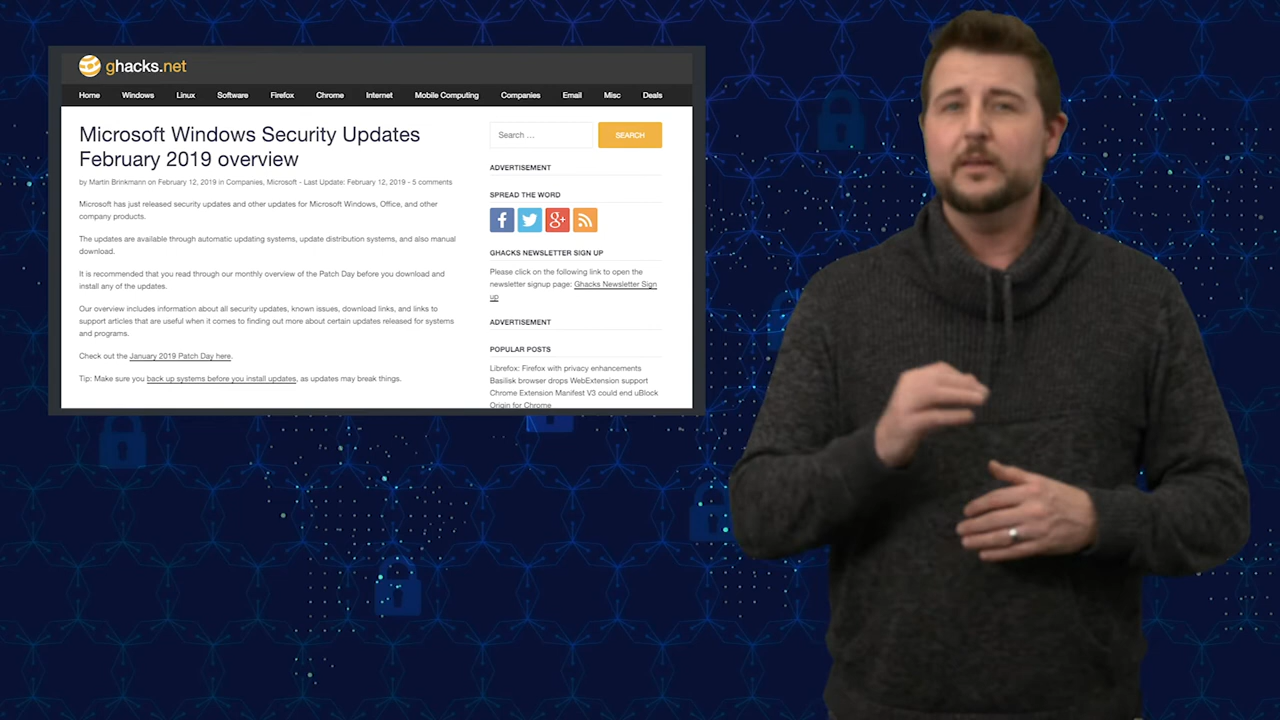 ghacks.net
Home Windows Linux Software Firefox Chrome Internet Mobile Computing Companies Email Misc Deals
Microsoft Windows Security Updates
February 2019 overview
by Martin Brinkmann on February 12, 2019 in Companies, Microsoft - Last Update: February 12, 2019 - 5 comments
Microsoft has just released security updates and other updates for Microsoft Windows, Office, and other
company products.
The updates are available through automatic updating systems, update distribution systems, and also manual
download.
It is recommended that you read through our monthly overview of the Patch Day before you download and
install any of the updates.
Our overview includes information about all security updates, known issues, download links, and links to
support articles that are useful when it comes to finding out more about certain updates released for systems
and programs.
Check out the January 2019 Patch Day here.
Tip: Make sure you back up systems before you install updates, as updates may break things.
Search ... SEARCH
ADVERTISEMENT
SPREAD THE WORD
f g+
GHACKS NEWSLETTER SIGN UP
Please click on the following link to open the
newsletter signup page: Ghacks Newsletter Sign
up
ADVERTISEMENT
POPULAR POSTS
Librefox: Firefox with privacy enhancements
Basilisk browser drops WebExtension support
Chrome Extension Manifest V3 could end uBlock
Origin for Chrome